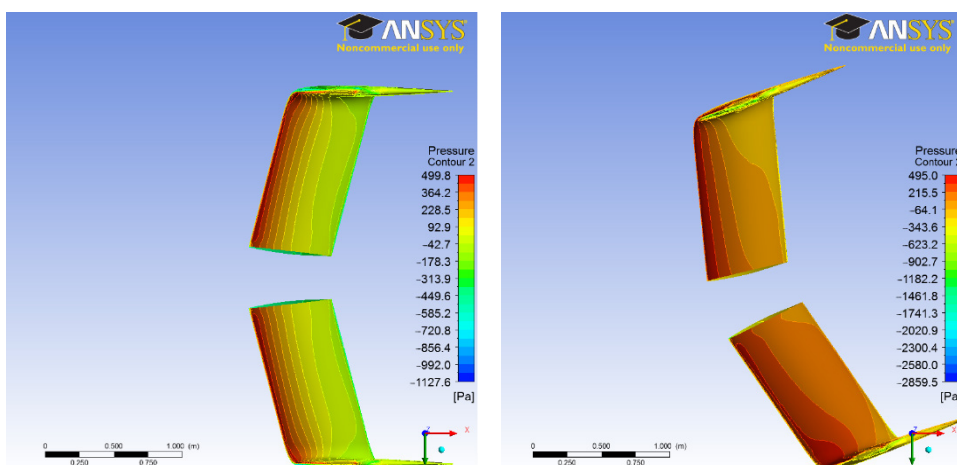 ANSYS
Noncommercial use only
Pressure
Contour 2
499.8
364.2
228.5
92.9
-42.7
-178.3
-313.9
-449.6
-585.2
-720.8
-856.4
-992.0
-1127.6
[Pa]
0
0.500
1.000 (m)
0.250
0.750
Z
X
ANSYS
Noncommercial use only
Pressure
Contour 2
495.0
215.5
-64.1
-343.6
-623.2
-902.7
-1182.2
-1461.8
-1741.3
-2020.9
-2300.4
-2580.0
-2859.5
[Pa
0
0.500
1.000 (m)
0.250
0.750
Z
X